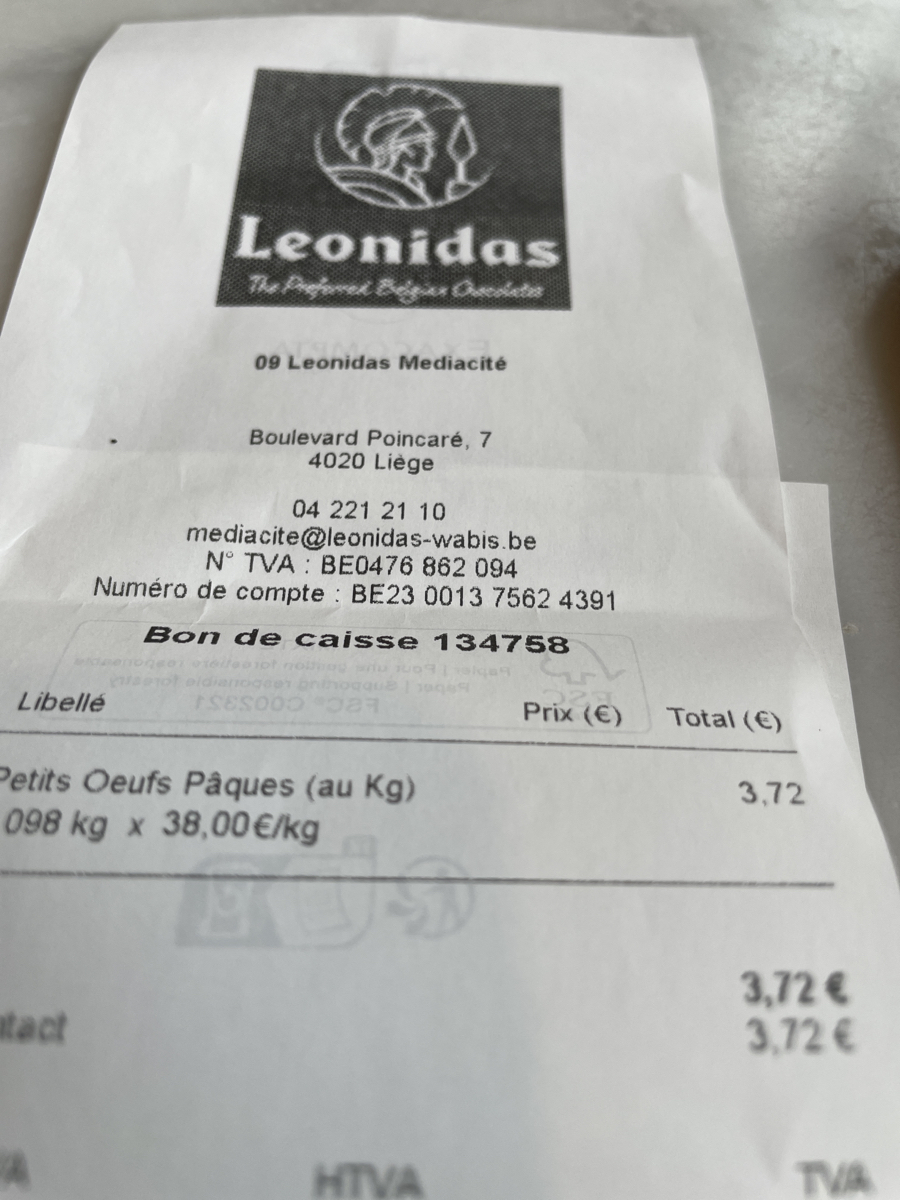 Leonidas
The Preferred Belgian Chocolates
09 Leonidas Mediacité
Boulevard Poincaré, 7
4020 Liège
04 221 21 10
mediacite@leonidas-wabis.be
N° TVA : BE0476 862 094
Numéro de compte : BE23 0013 7562 4391
Bon de caisse 134758
Libellé Prix (€) Total (€)
Petits Oeufs Pâques (au Kg) 3,72
098 kg x 38,00€/kg
3,72 €
3,72 €
HTVA TVA